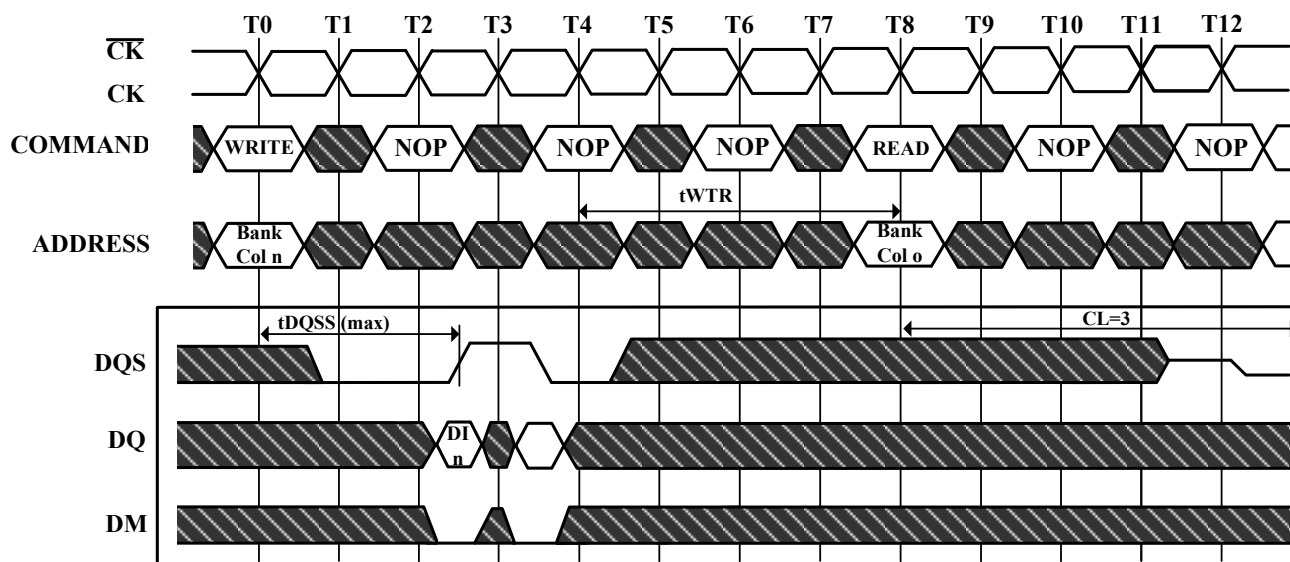 T0 T1 T2 T3 T4 T5 T6 T7 T8 T9 T10 T11 T12
CK
CK
COMMAND WRITE NOP NOP NOP READ NOP NOP
tWTR
ADDRESS Bank Col n Bank Col o
tDQSS (max) CL=3
DQS
DQ DI n
DM